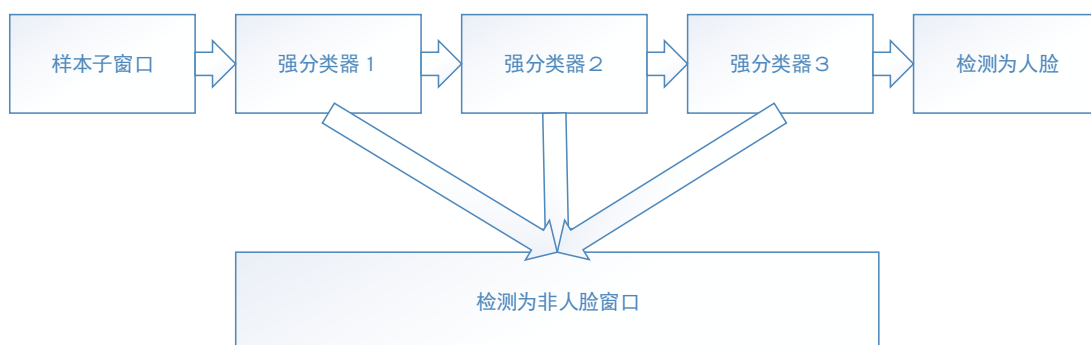 样本子窗口
强分类器1
强分类器2
强分类器3
检测为人脸
检测为非人脸窗口